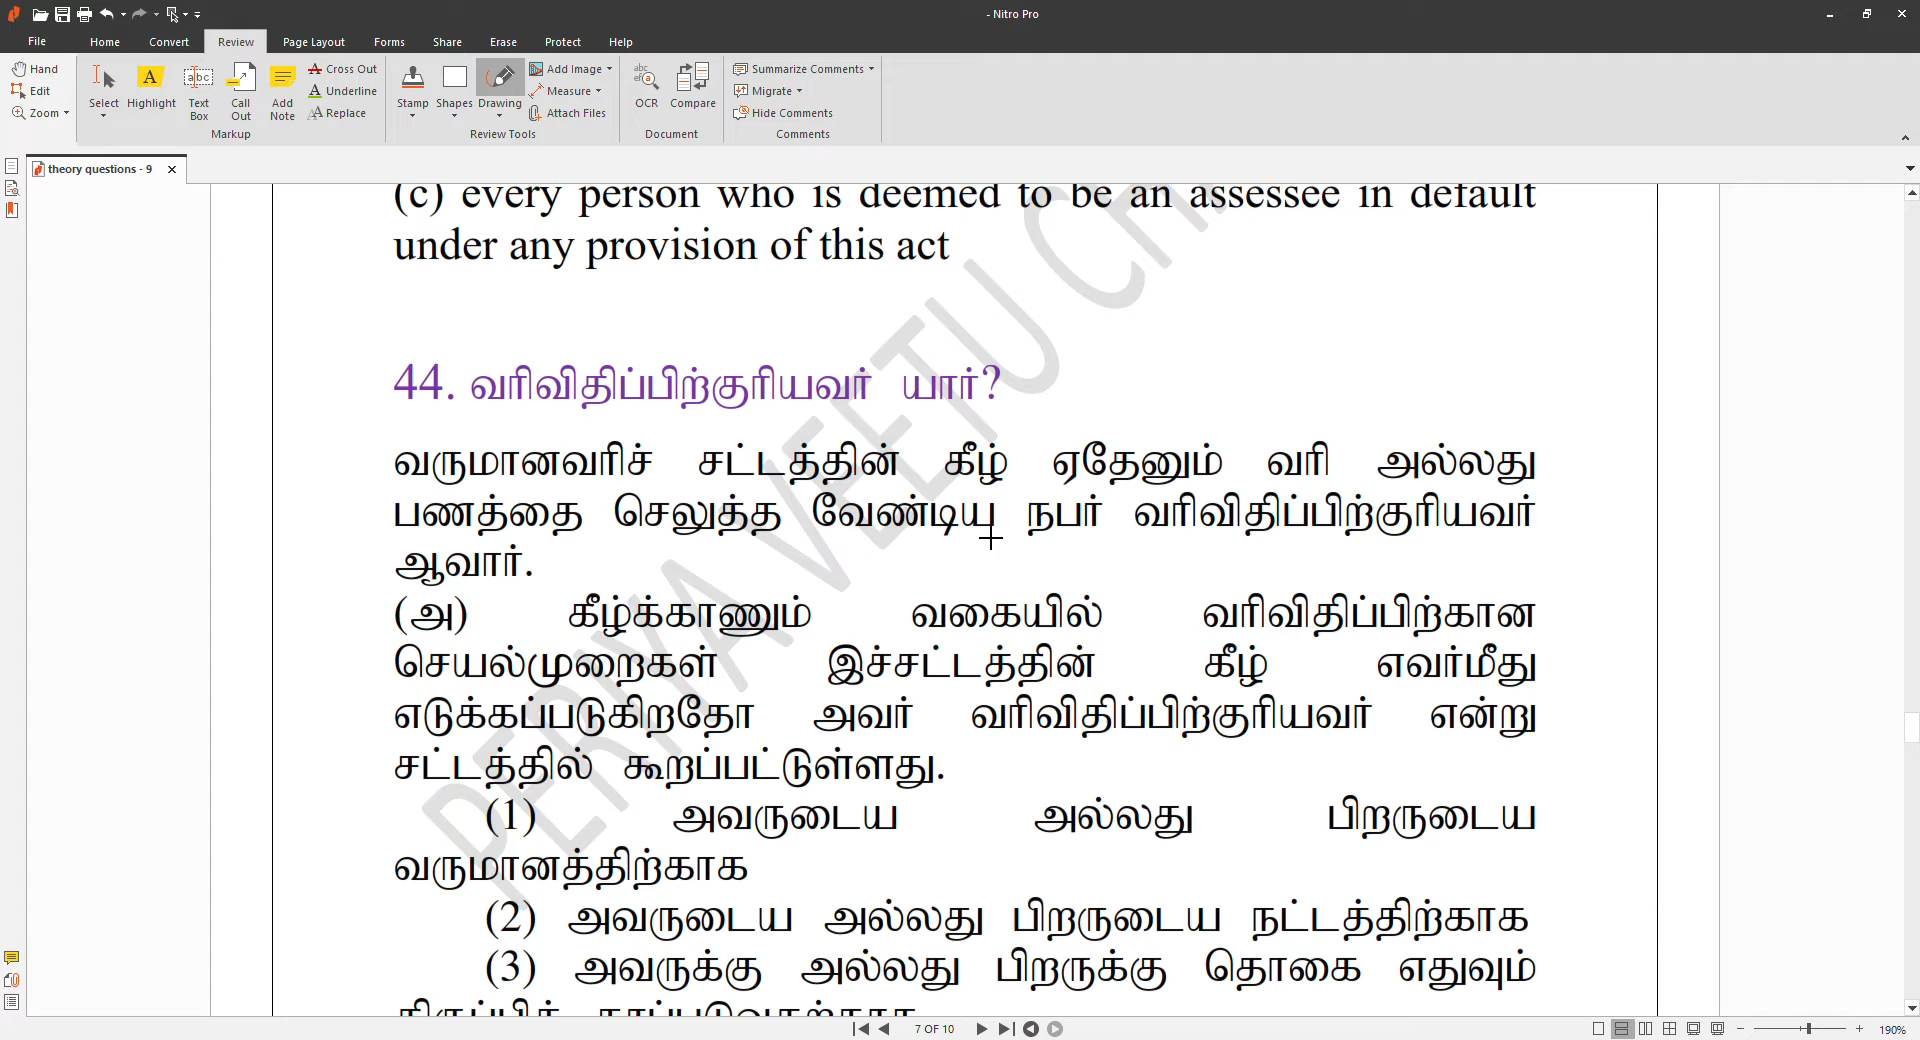 - Nitro Pro
File Home Convert Review Page Layout Forms Share Erase Protect Help
Hand
Edit
Zoom
Select
Highlight
Text Box
Call Out
Add Note
Cross Out
Underline
Replace
Markup
Stamp
Shapes
Drawing
Add Image
Measure
Attach Files
Review Tools
OCR
Compare
Document
Summarize Comments
Migrate
Hide Comments
Comments
theory questions - 9
(c) every person who is deemed to be an assessee in default
under any provision of this act
44. வரிவிதிப்பிற்குரியவர் யார்?
வருமானவரிச் சட்டத்தின் கீழ் ஏதேனும் வரி அல்லது
பணத்தை செலுத்த வேண்டிய நபர் வரிவிதிப்பிற்குரியவர்
ஆவார்.
(அ) கீழ்க்காணும் வகையில் வரிவிதிப்பிற்கான
செயல்முறைகள் இச்சட்டத்தின் கீழ் எவர்மீது
எடுக்கப்படுகிறதோ அவர் வரிவிதிப்பிற்குரியவர் என்று
சட்டத்தில் கூறப்பட்டுள்ளது.
(1) அவருடைய அல்லது பிறருடைய
வருமானத்திற்காக
(2) அவருடைய அல்லது பிறருடைய நட்டத்திற்காக
(3) அவருக்கு அல்லது பிறருக்கு தொகை எதுவும்
PERIYA VEETU
7 OF 10
190%